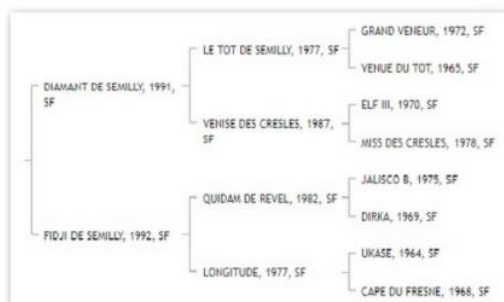 GRAND VENEUR, 1972, SF
LE TOT DE SEMILLY, 1977, SF
VENUE DU TOT, 1965, SF
DIAMANT DE SEMILLY, 1991,
SF
ELF III, 1970, SF
VENISE DES CRESLES, 1987,
SF
MISS DES CRESLES, 1978, SF
JALISCO B, 1975, SF
QUIDAM DE REVEL, 1982, SF
DIRKA, 1969, SF
FIDJI DE SEMILLY, 1992, SF
UKASE, 1964, SF
LONGITUDE, 1977, SF
CAPE DU FRESNE, 1968, SF